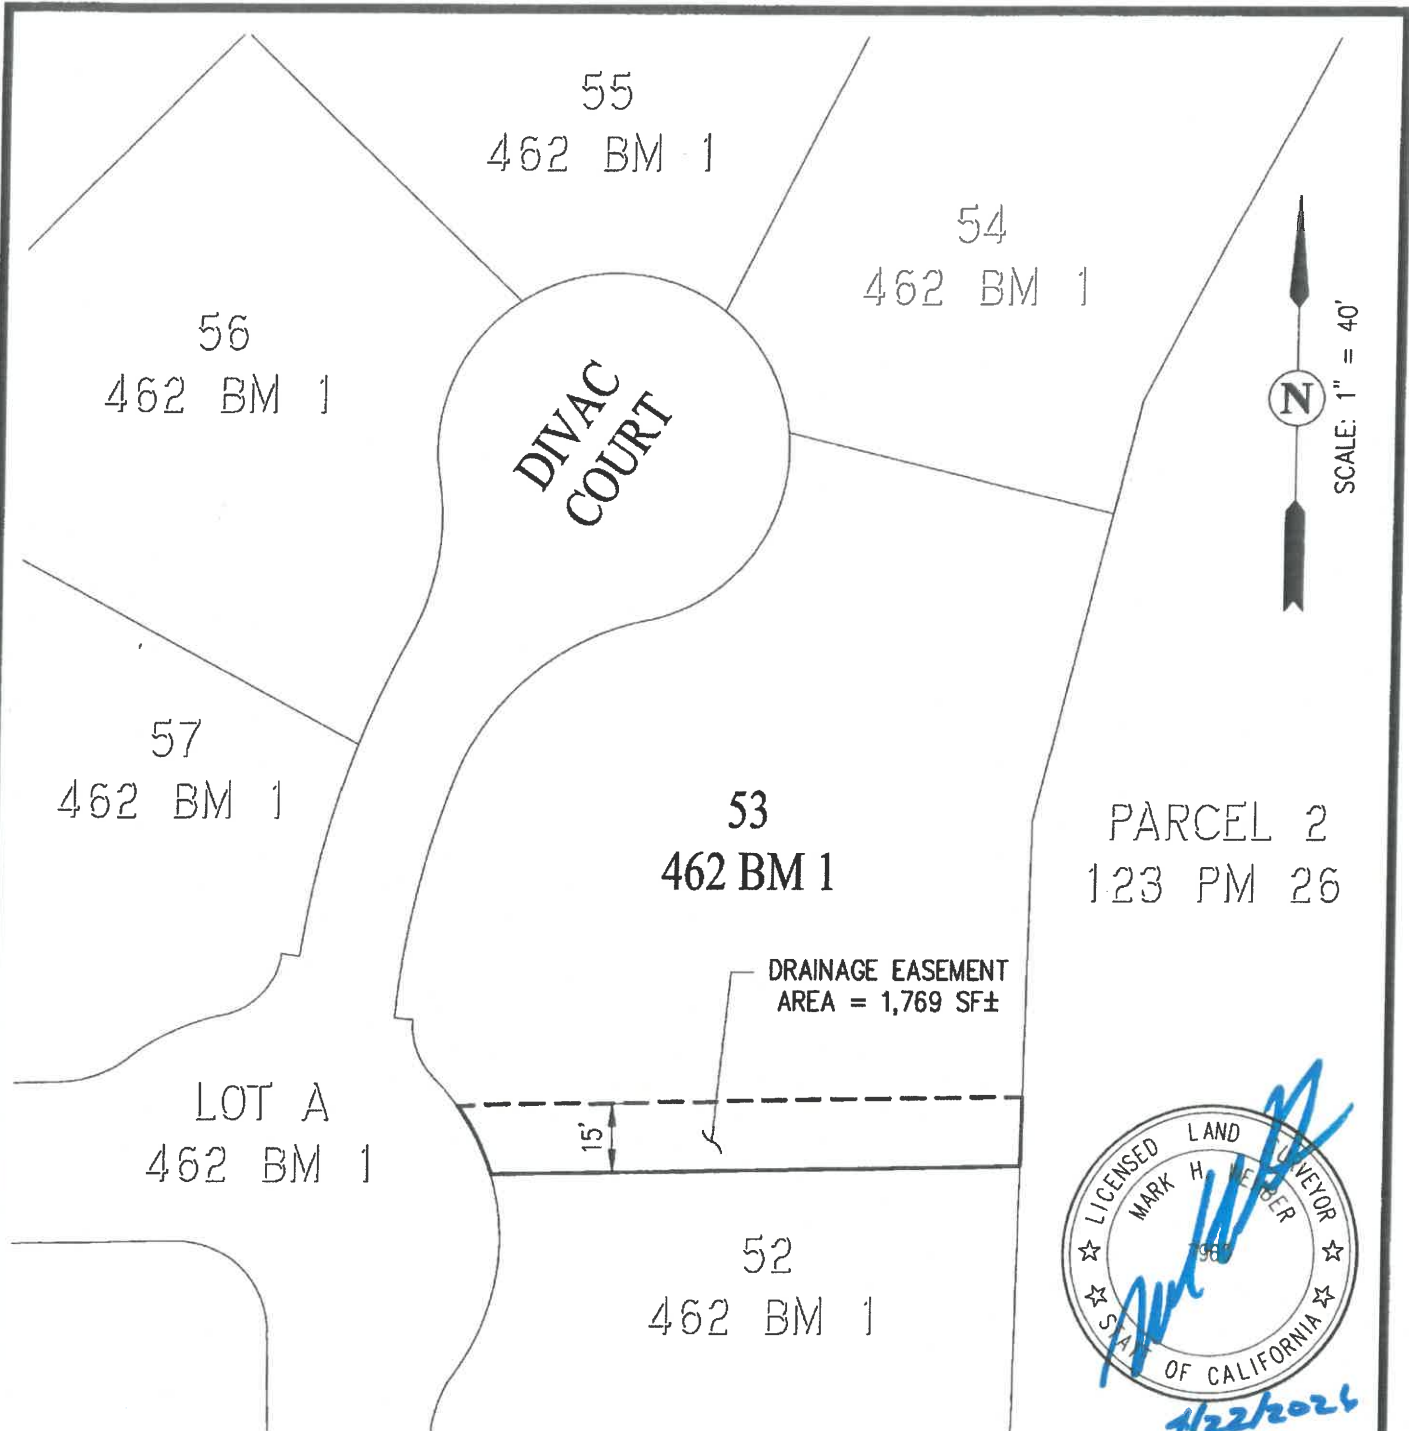 55
462 BM 1
54
462 BM 1
56
462 BM 1
DIVAC
COURT
N
SCALE: 1" = 40'
57
462 BM 1
53
462 BM 1
PARCEL 2
123 PM 26
DRAINAGE EASEMENT
AREA = 1,769 SF±
LOT A
462 BM 1
15'
52
462 BM 1
LICENSED LAND SURVEYOR
MARK H.
STATE OF CALIFORNIA